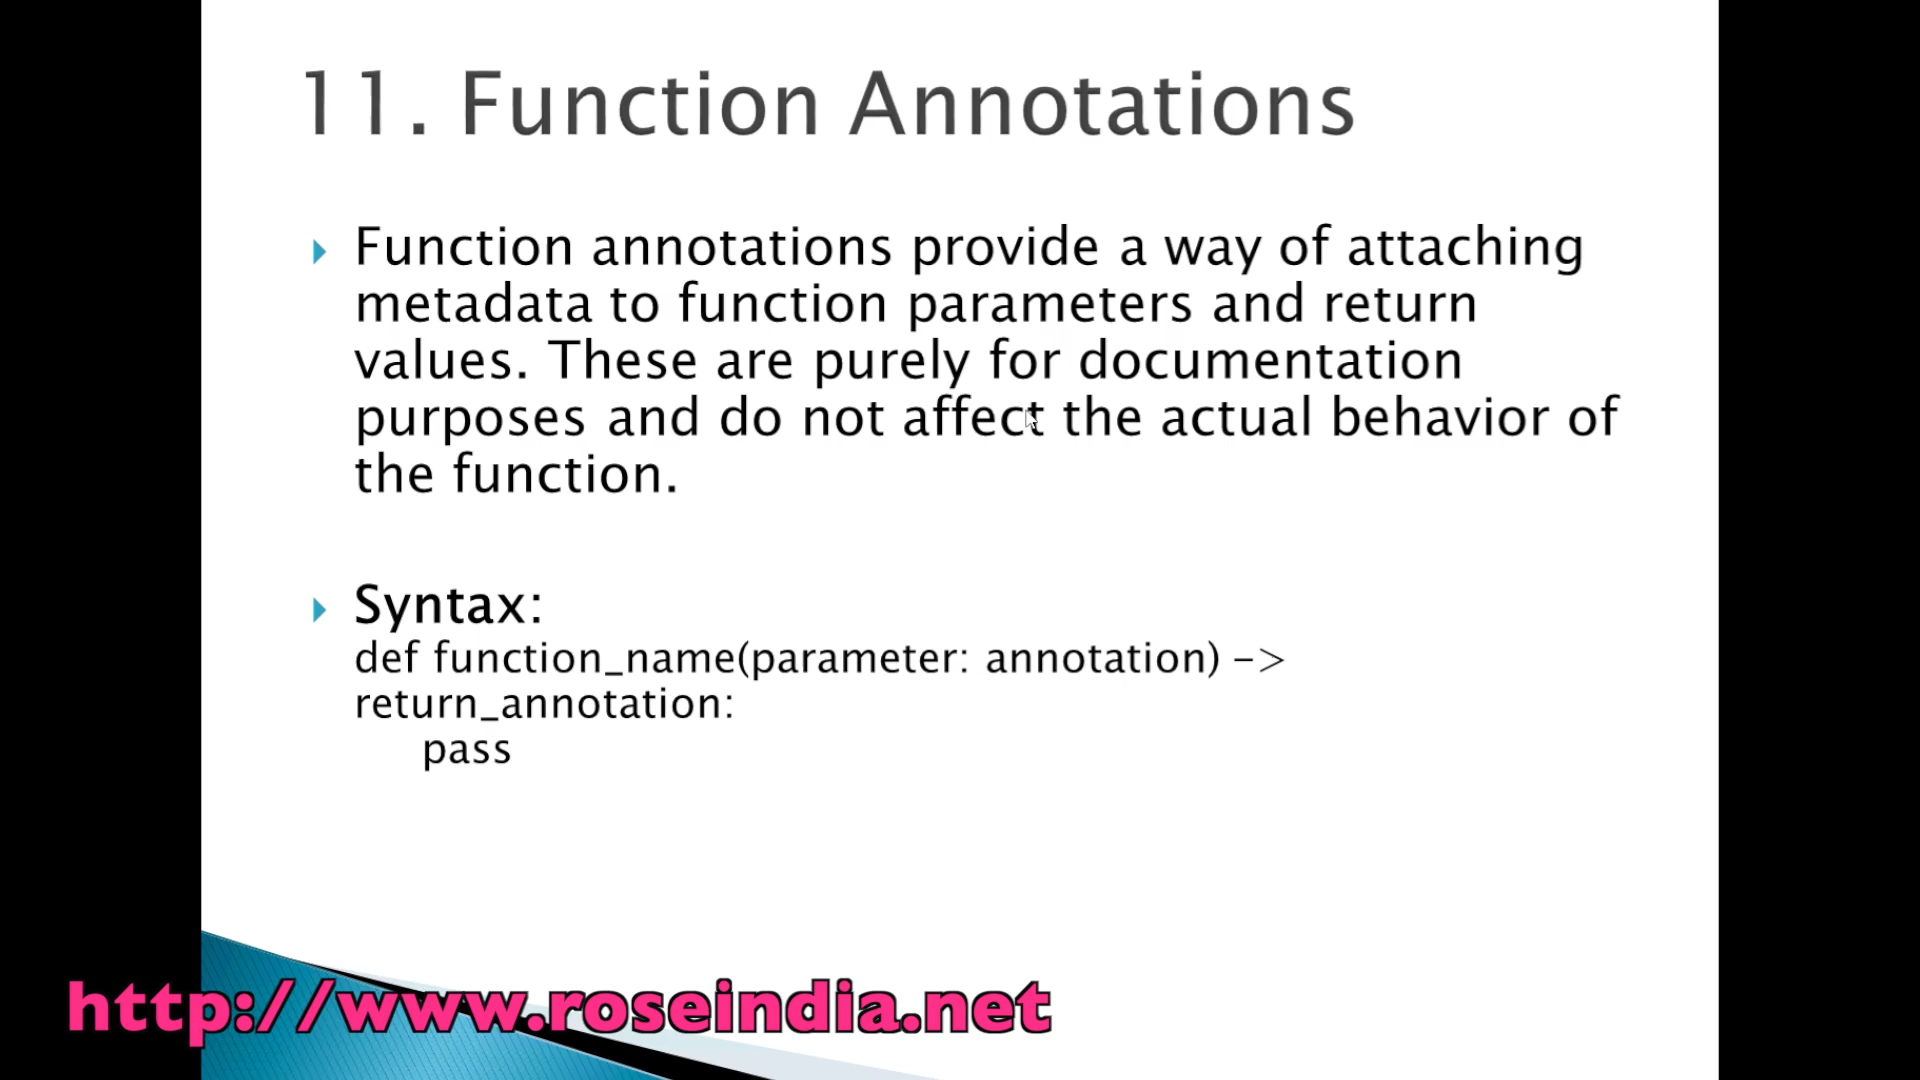 11. Function Annotations
Function annotations provide a way of attaching
metadata to function parameters and return
values. These are purely for documentation
purposes and do not affect the actual behavior of
the function.
Syntax:
def function_name(parameter: annotation) ->
return_annotation:
pass
http://www.roseindia.net